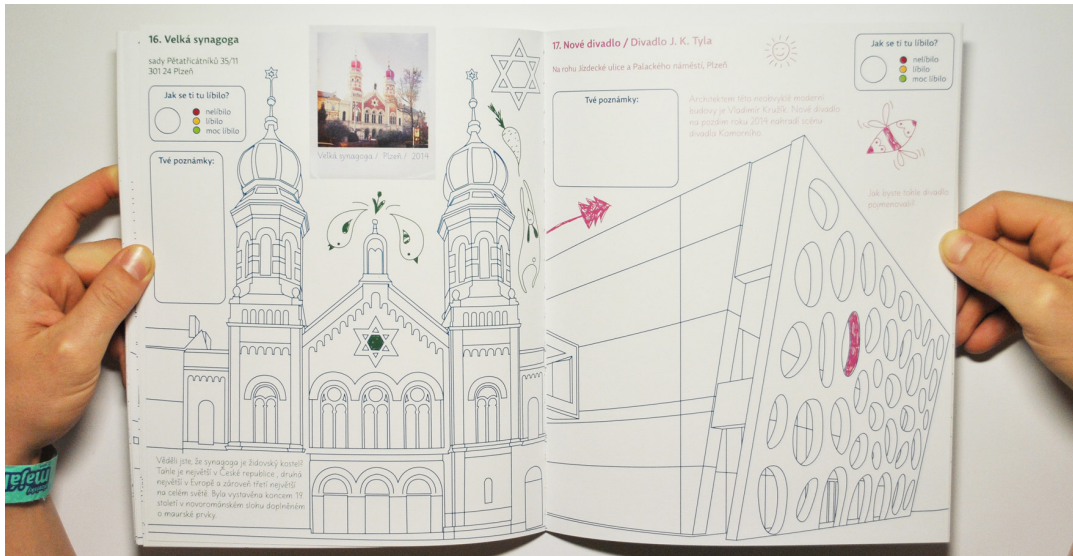 16. Velká synagoga
sady Pětatřicátníků 35/11
301 24 Plzeň
Jak se ti tu líbilo?
nelíbilo
líbilo
moc líbilo
Tvé poznámky:
Velká synagoga / Plzeň / 2014
Věděli jste, že synagoga je židovský kostel?
Tahle je největší v České republice, druhá
největší v Evropě a zároveň třetí největší
na celém světě. Byla vystavěna koncem 19.
století v novorománském slohu doplněném
o maurské prvky.
17. Nové divadlo / Divadlo J. K. Tyla
Na rohu Jízdecké ulice a Palackého náměstí, Plzeň
Jak se ti tu líbilo?
nelíbilo
líbilo
moc líbilo
Tvé poznámky:
Architektem této neobvyklé moderní
budovy je Vladimír Kružík. Nové divadlo
na podzim roku 2014 nahradí scénu
divadla Komorního.
Jak byste tohle divadlo
pojmenovali?